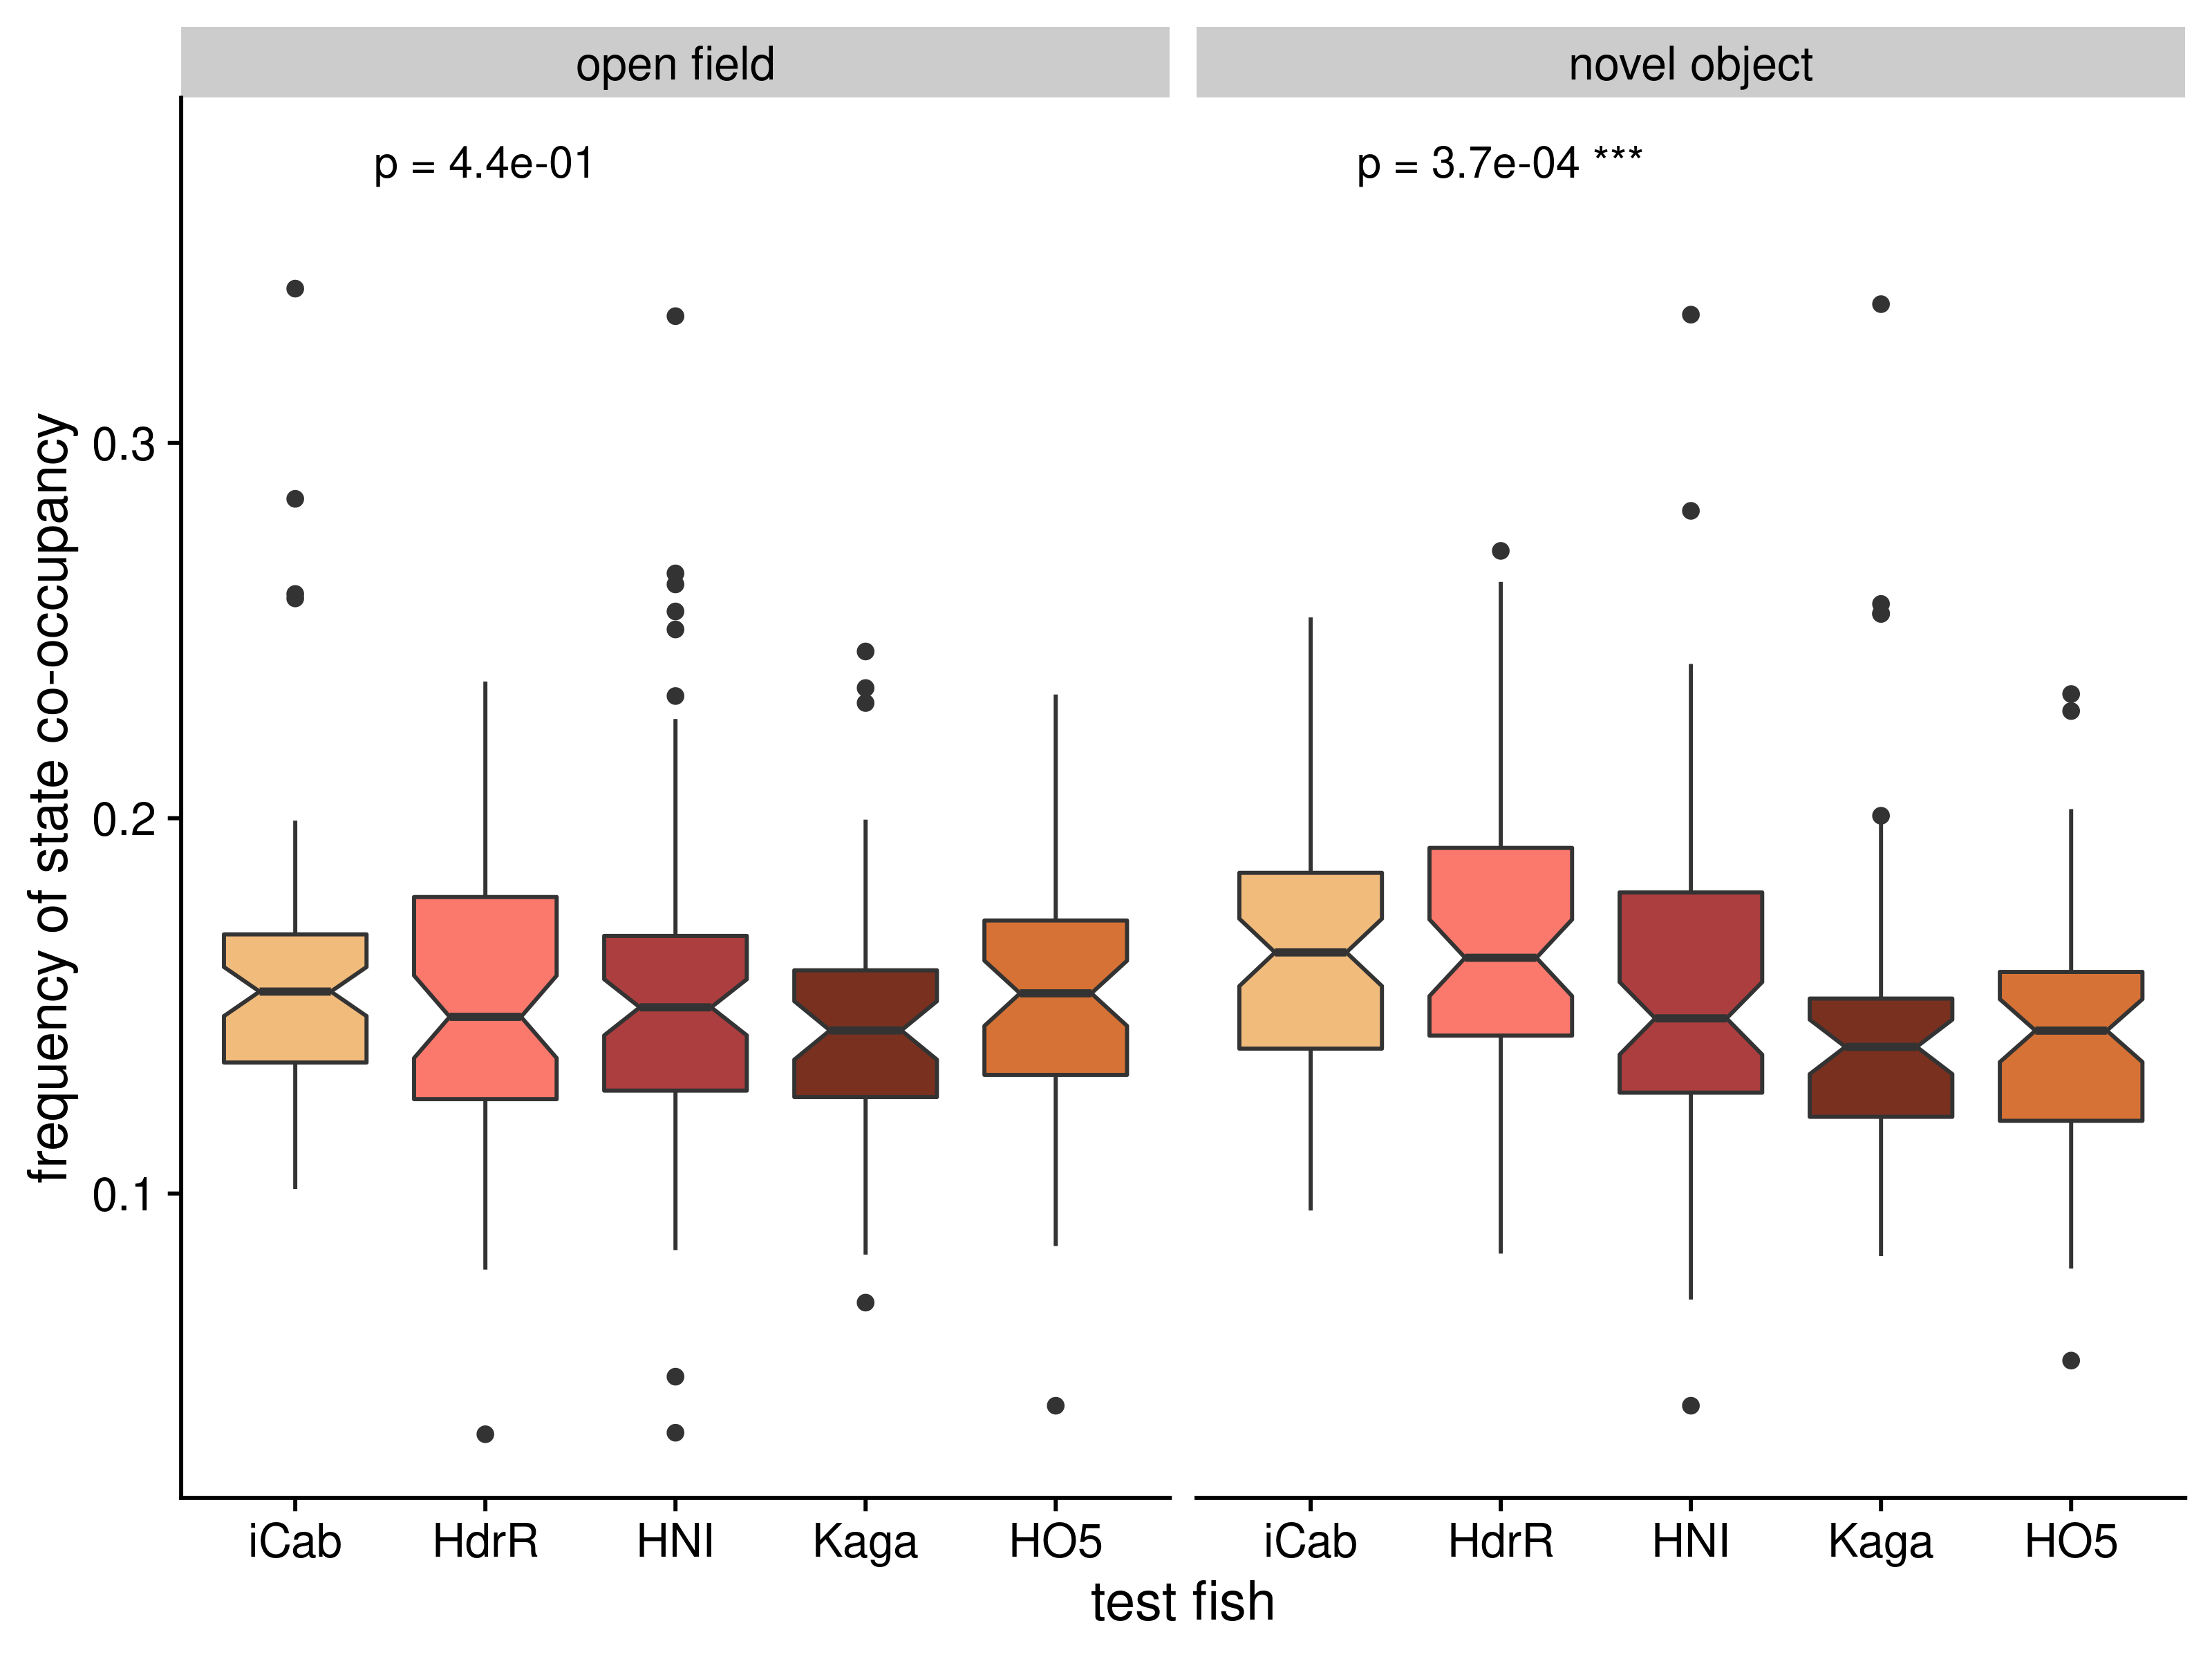 open field
novel object
p = 4.4e-01
p = 3.7e-04 ***
frequency of state co-occupancy
0.3
0.2
0.1
iCab HdrR HNI Kaga HO5
iCab HdrR HNI Kaga HO5
test fish